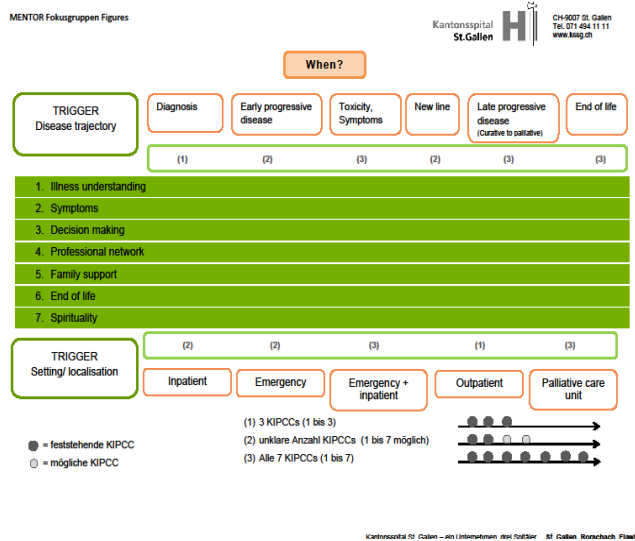 MENTOR Fokusgruppen Figures
Kantonsspital
St.Gallen
CH-9007 St. Gallen
Tel. 071 494 11 11
www.kssg.ch
When?
TRIGGER
Disease trajectory
Diagnosis
Early progressive
disease
Toxicity,
Symptoms
New line
Late progressive
disease
(Curative to palliative)
End of life
(1) (2) (3) (2) (3) (3)
1. Illness understanding
2. Symptoms
3. Decision making
4. Professional network
5. Family support
6. End of life
7. Spirituality
TRIGGER
Setting/ localisation
(2) (2) (3) (1) (3)
Inpatient
Emergency
Emergency +
inpatient
Outpatient
Palliative care
unit
(1) 3 KIPCCs (1 bis 3)
(2) unklare Anzahl KIPCCs (1 bis 7 möglich)
(3) Alle 7 KIPCCs (1 bis 7)
= feststehende KIPCC
= mögliche KIPCC
Kantonsspital St. Gallen – ein Unternehmen, drei Spitäler St. Gallen Rorschach Flawi